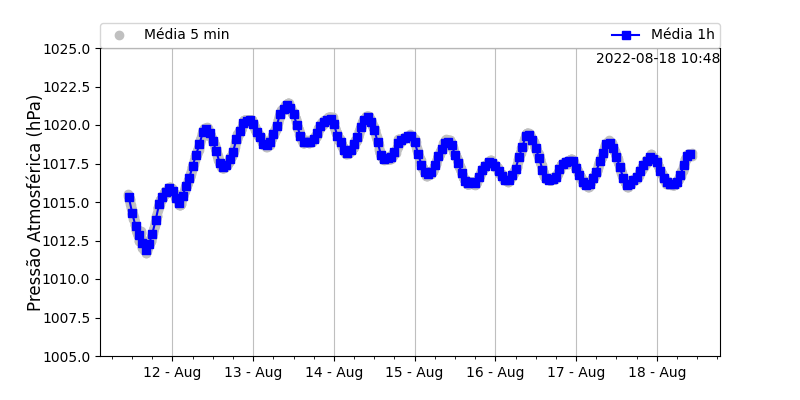 Média 5 min
Média 1h
2022-08-18 10:48
Pressão Atmosférica (hPa)
1025.0
1022.5
1020.0
1017.5
1015.0
1012.5
1010.0
1007.5
1005.0
12 - Aug
13 - Aug
14 - Aug
15 - Aug
16 - Aug
17 - Aug
18 - Aug